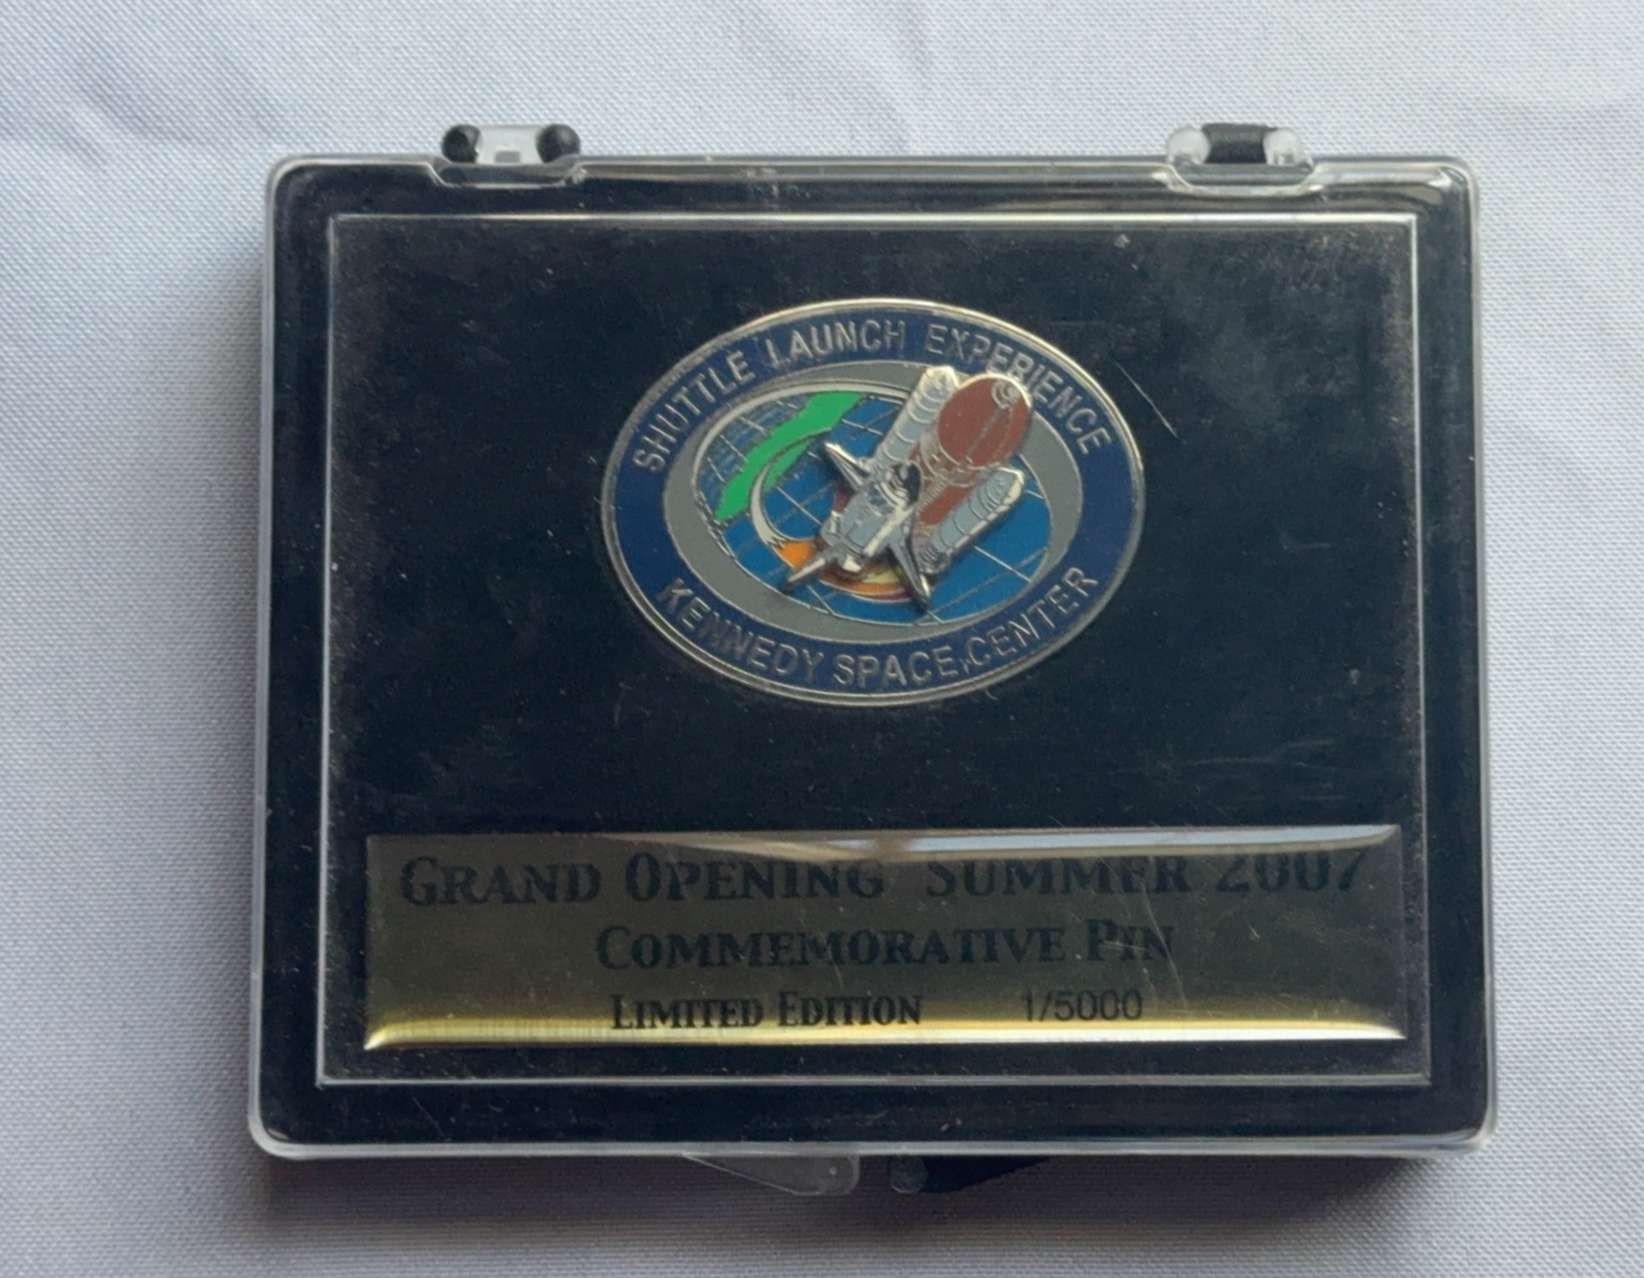 SHUTTLE LAUNCH EXPERIENCE
KENNEDY SPACE CENTER
GRAND OPENING SUMMER 2007
COMMEMORATIVE PIN
LIMITED EDITION 1/5000